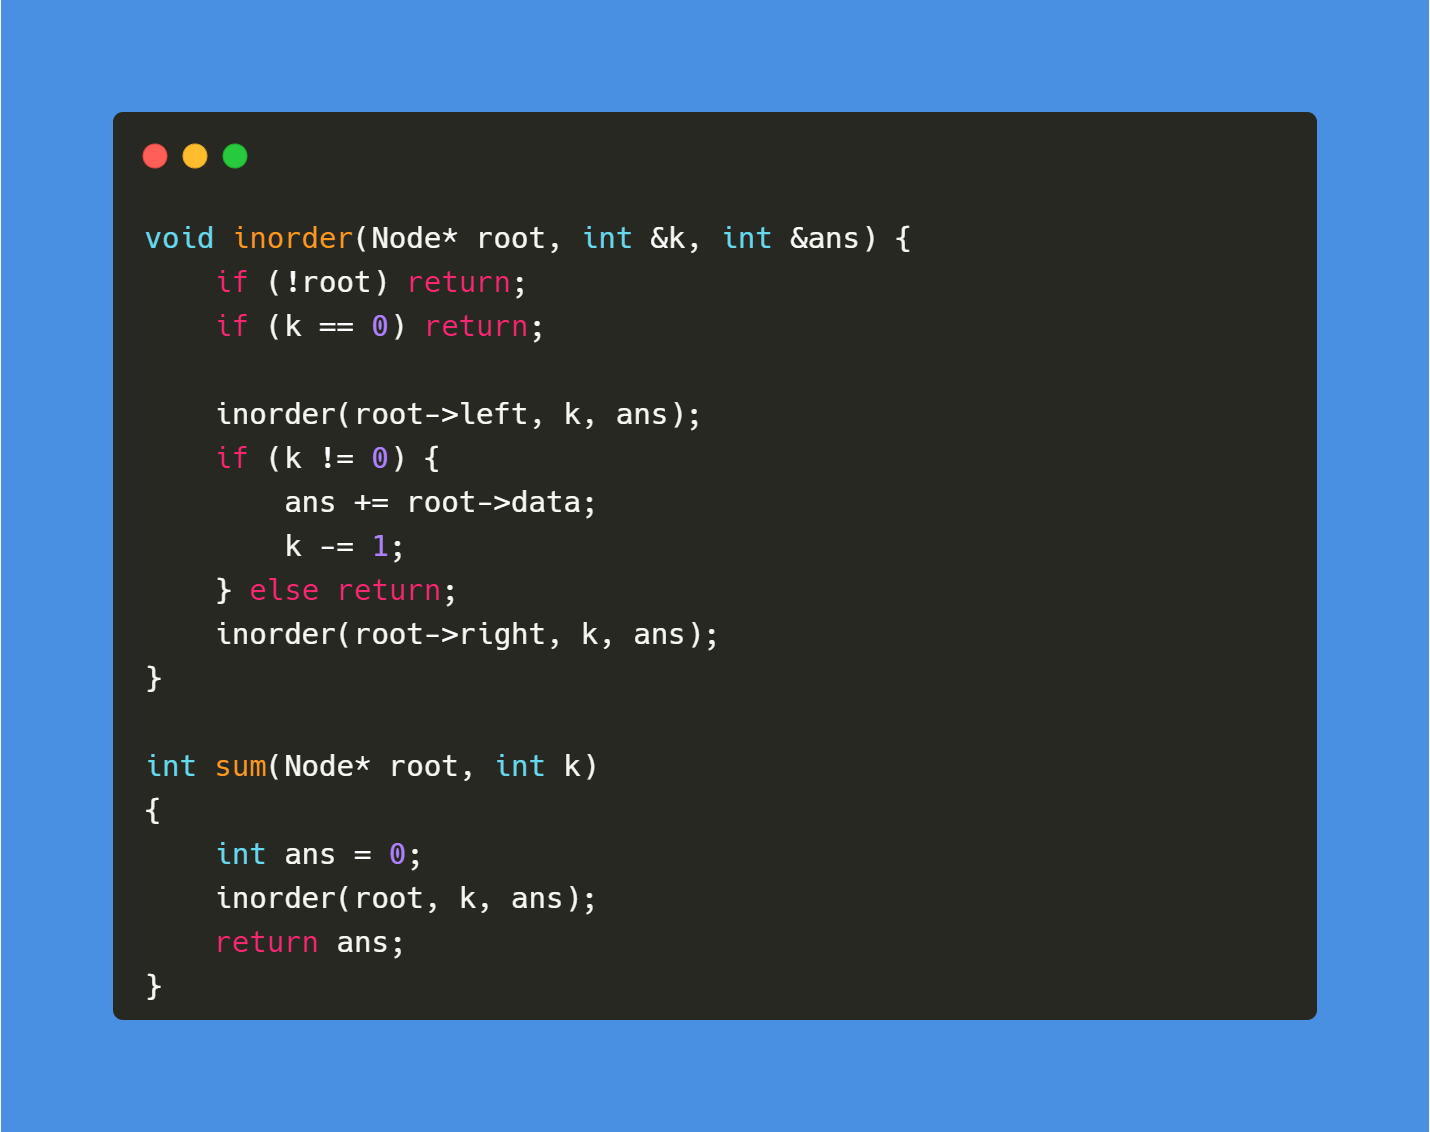 void inorder(Node* root, int &k, int &ans) {
    if (!root) return;
    if (k == 0) return;

    inorder(root->left, k, ans);
    if (k != 0) {
        ans += root->data;
        k -= 1;
    } else return;
    inorder(root->right, k, ans);
}

int sum(Node* root, int k)
{
    int ans = 0;
    inorder(root, k, ans);
    return ans;
}